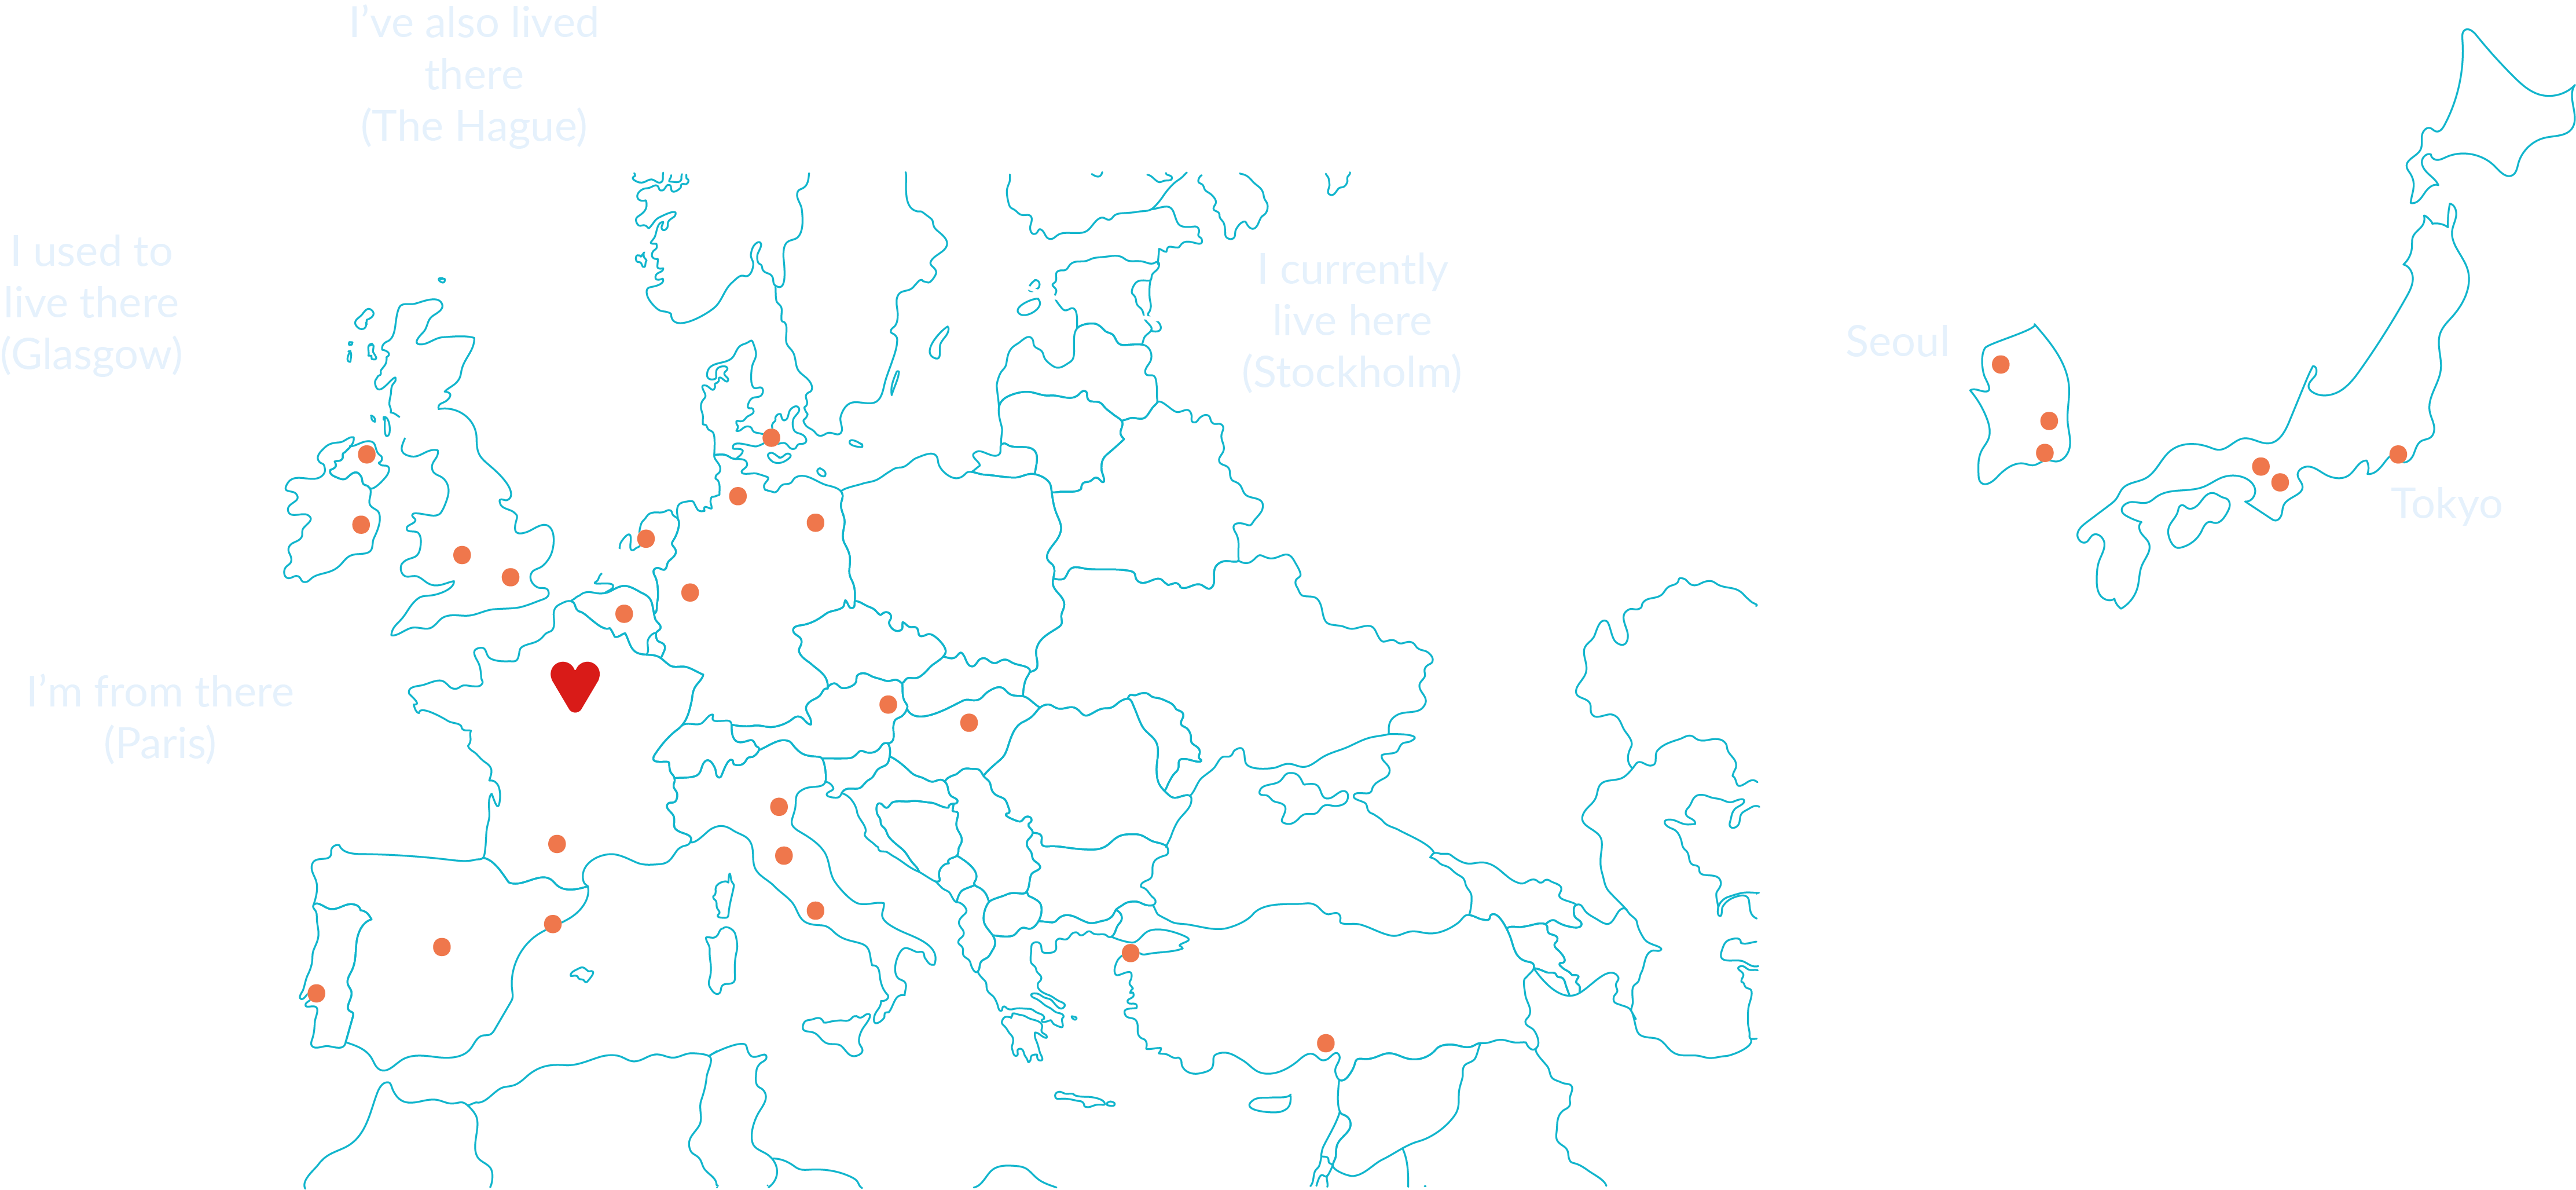 I’ve also lived
there
(The Hague)
I used to
live there
(Glasgow)
I currently
live here
(Stockholm)
Seoul
Tokyo
I’m from there
(Paris)